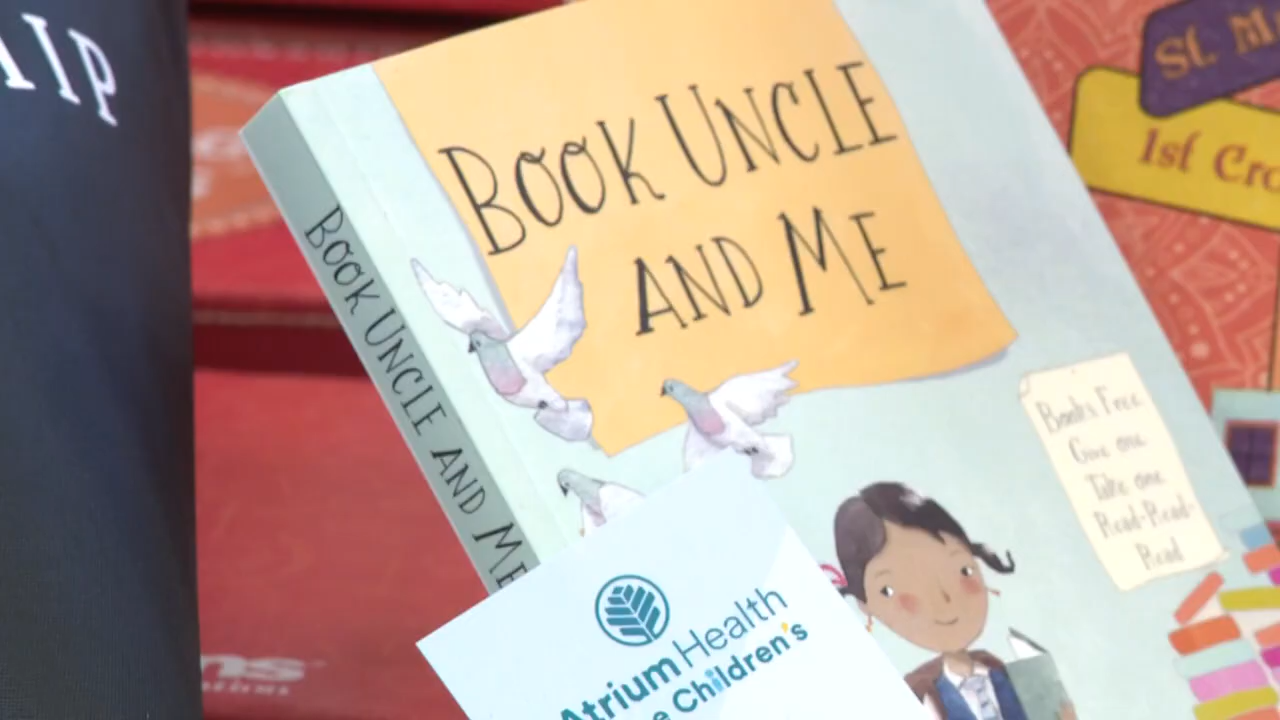 BOOK UNCLE
AND ME
BOOK UNCLE AND ME
Books Free
Give one
Take one
Read-Read-
Read
Atrium Health
Children's
St.
1st